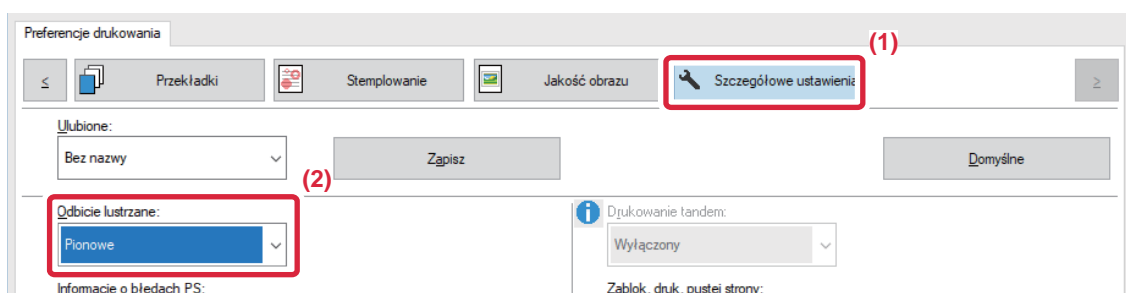 Preferencje drukowania
(1)
≤ Przekładki Stemplowanie Jakość obrazu Szczegółowe ustawienia ≥
Ulubione:
Bez nazwy Zapisz Domyślne
(2)
Odbicie lustrzane: Drukowanie tandem:
Pionowe Wyłączony
Informacje o błędach PS: Zablok. druk. pustej strony: